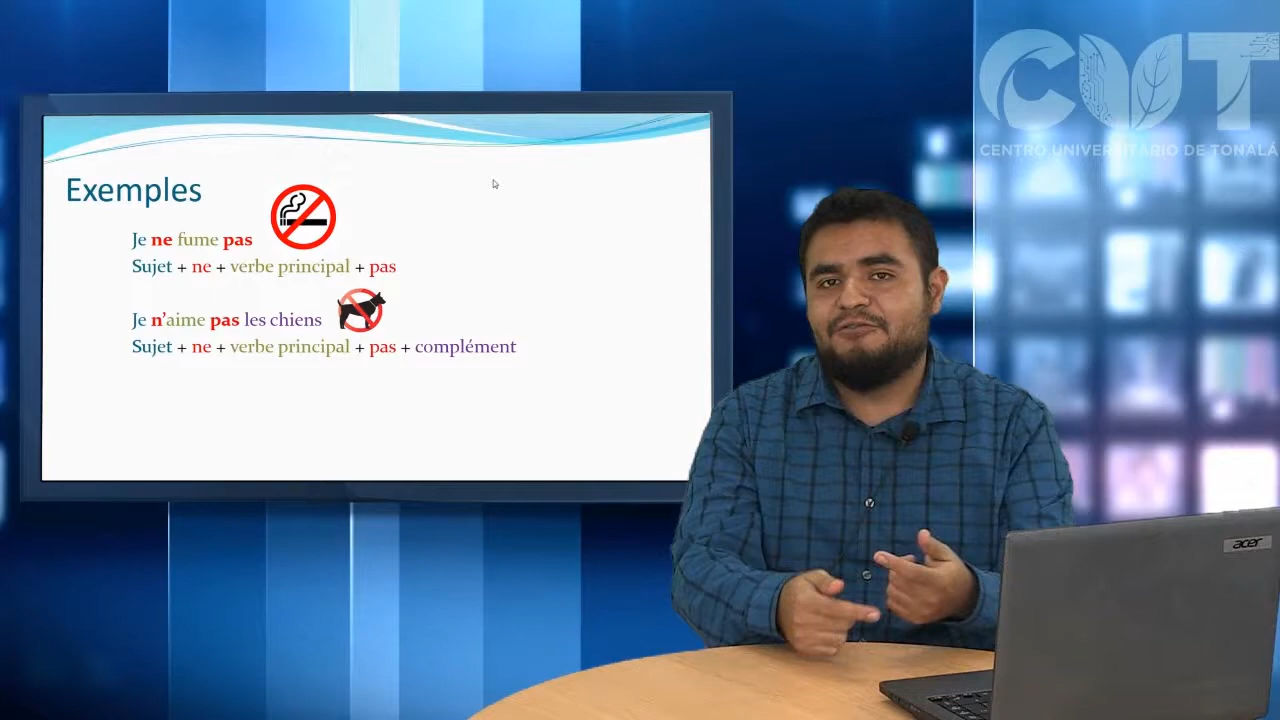 CUT
CENTRO UNIVERSITARIO DE TONALÁ
Exemples
Je ne fume pas
Sujet + ne + verbe principal + pas
Je n'aime pas les chiens
Sujet + ne + verbe principal + pas + complément
acer